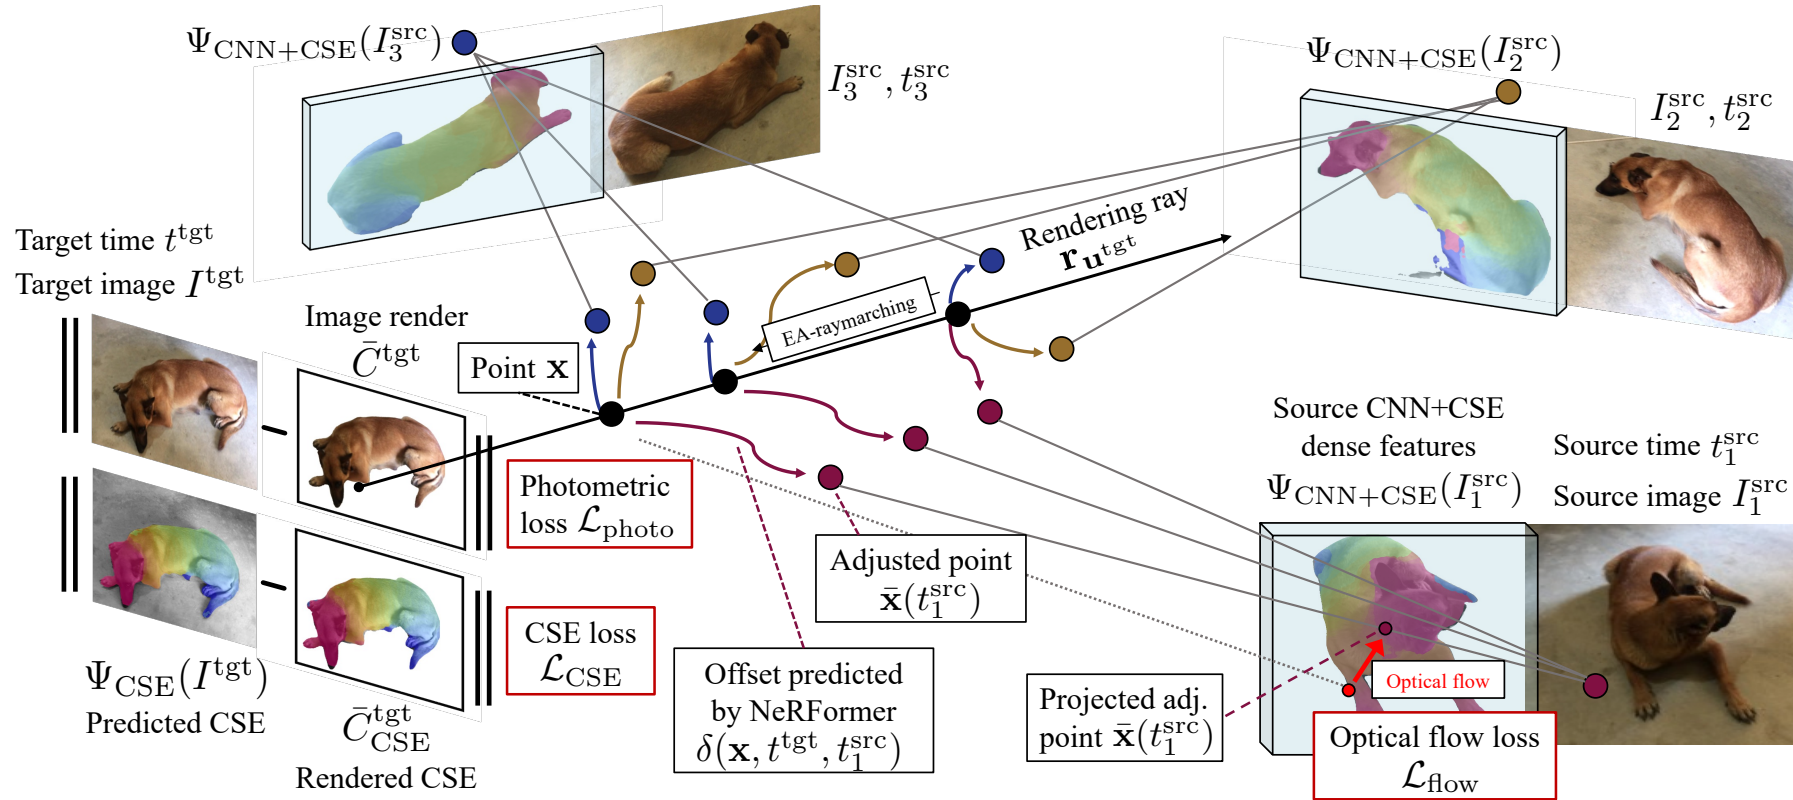 Ψ_CNN+CSE(I_3^src)
I_3^src, t_3^src
Ψ_CNN+CSE(I_2^src)
I_2^src, t_2^src
Target time t^tgt
Target image I^tgt
Rendering ray
r_u^tgt
EA-raymarching
Image render
C̄^tgt
Point x
Photometric
loss ℒ_photo
Source CNN+CSE
dense features
Ψ_CNN+CSE(I_1^src)
Source time t_1^src
Source image I_1^src
Adjusted point
x̄(t_1^src)
CSE loss
ℒ_CSE
Ψ_CSE(I^tgt)
Predicted CSE
C̄_CSE^tgt
Rendered CSE
Offset predicted
by NeRFormer
δ(x, t^tgt, t_1^src)
Projected adj.
point x̄(t_1^src)
Optical flow
Optical flow loss
ℒ_flow